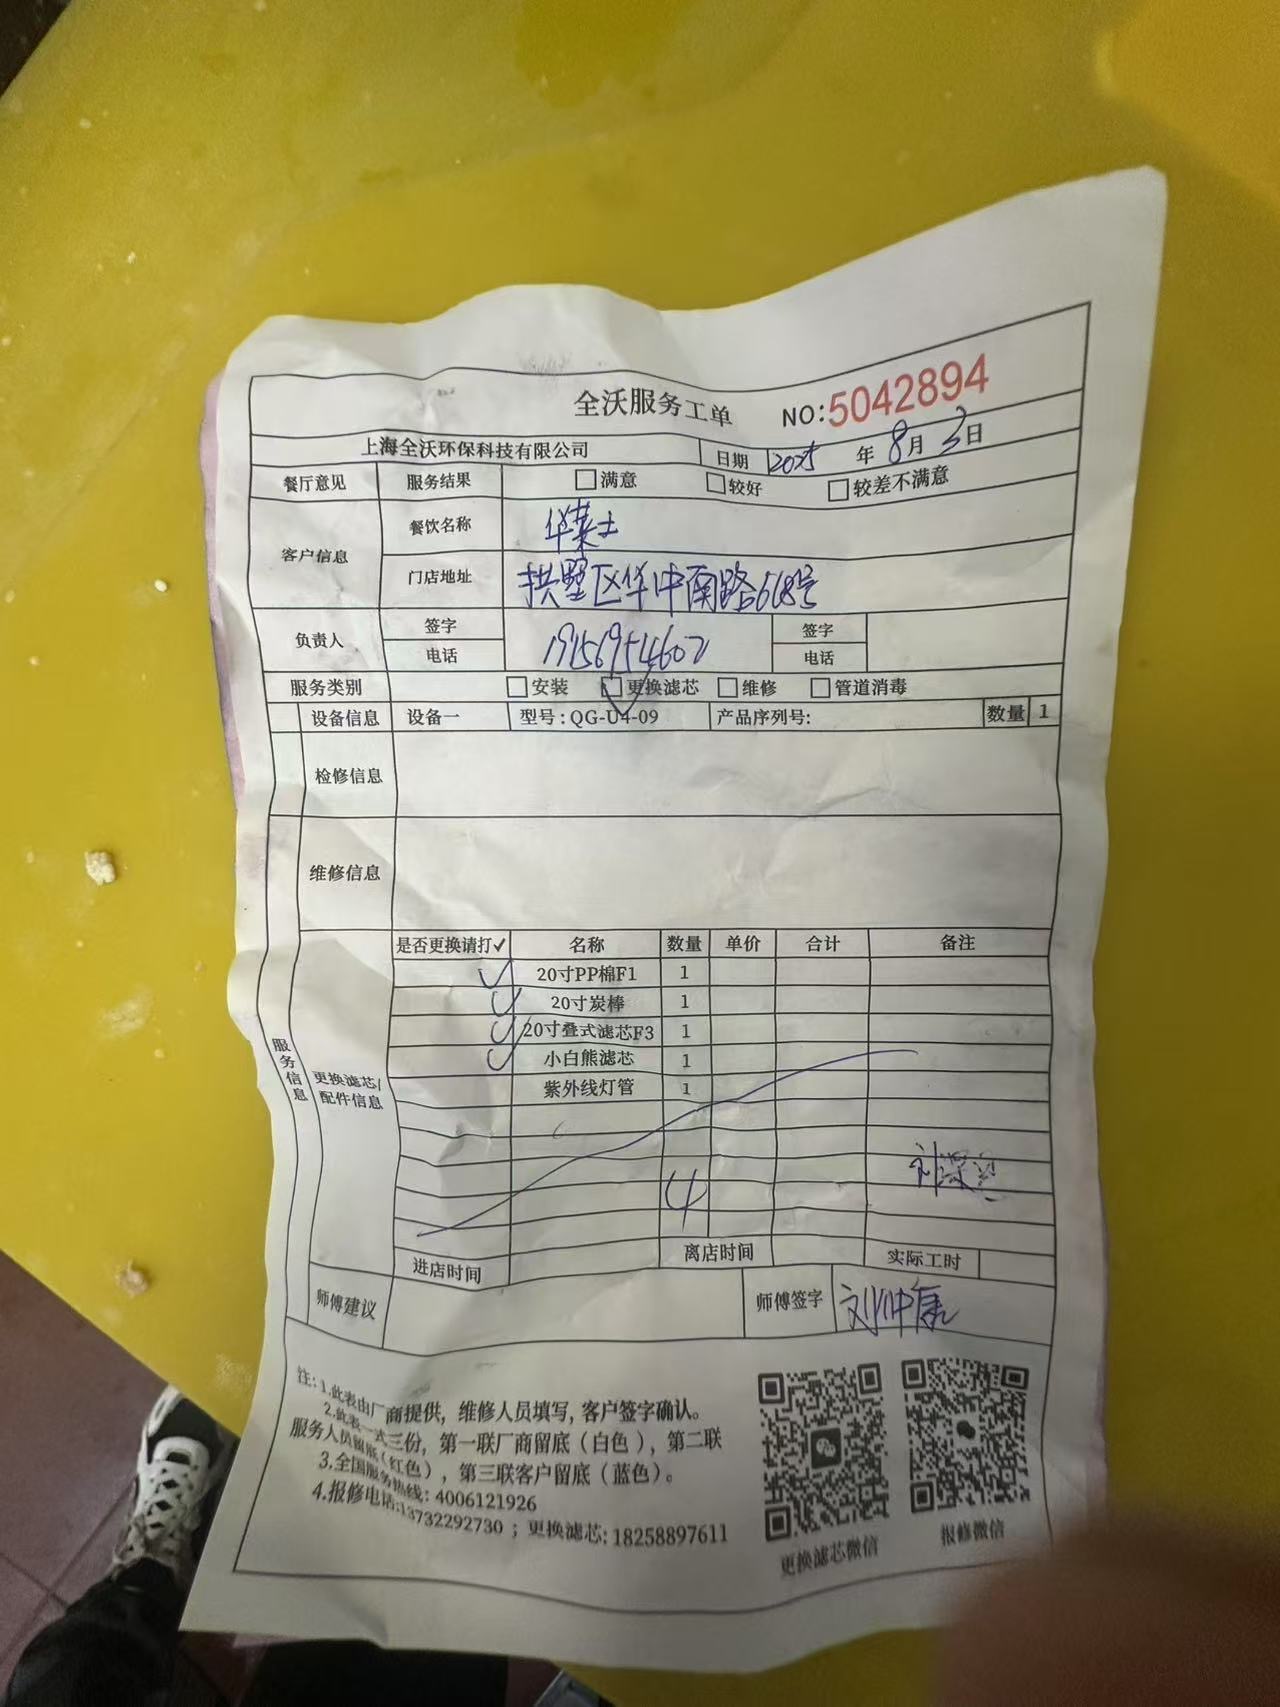 全沃服务工单 NO:5042894
上海全沃环保科技有限公司 日期 2025 年 8 月 3 日
餐厅意见 服务结果 □满意 □较好 □较差不满意
客户信息 餐饮名称 华莱士
门店地址 拱墅区华中南路618号
负责人 签字 签字
电话 19156954602 电话
服务类别 □安装 □更换滤芯 □维修 □管道消毒
设备信息 设备一 型号:QG-U4-09 产品序列号: 数量 1
检修信息
维修信息
服务信息
更换滤芯/配件信息
是否更换请打✓ 名称 数量 单价 合计 备注
✓ 20寸PP棉F1 1
✓ 20寸炭棒 1
✓ 20寸叠式滤芯F3 1
✓ 小白熊滤芯 1
紫外线灯管 1
4
进店时间 离店时间 实际工时
师傅建议 师傅签字 刘仲康
注:1.此表由厂商提供,维修人员填写,客户签字确认。
2.此表一式三份,第一联厂商留底(白色),第二联
服务人员留底(红色),第三联客户留底(蓝色)。
3.全国服务热线:4006121926
4.报修电话:13732292730;更换滤芯:18258897611
更换滤芯微信
报修微信